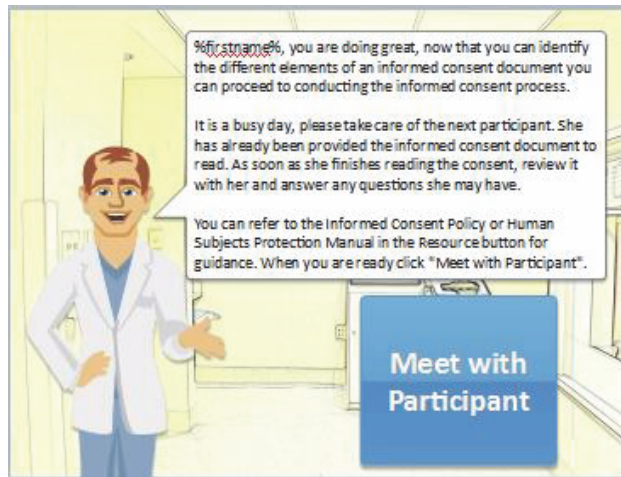 %firstname%, you are doing great, now that you can identify
the different elements of an informed consent document you
can proceed to conducting the informed consent process.
It is a busy day, please take care of the next participant. She
has already been provided the informed consent document to
read. As soon as she finishes reading the consent, review it
with her and answer any questions she may have.
You can refer to the Informed Consent Policy or Human
Subjects Protection Manual in the Resource button for
guidance. When you are ready click "Meet with Participant".
Meet with
Participant